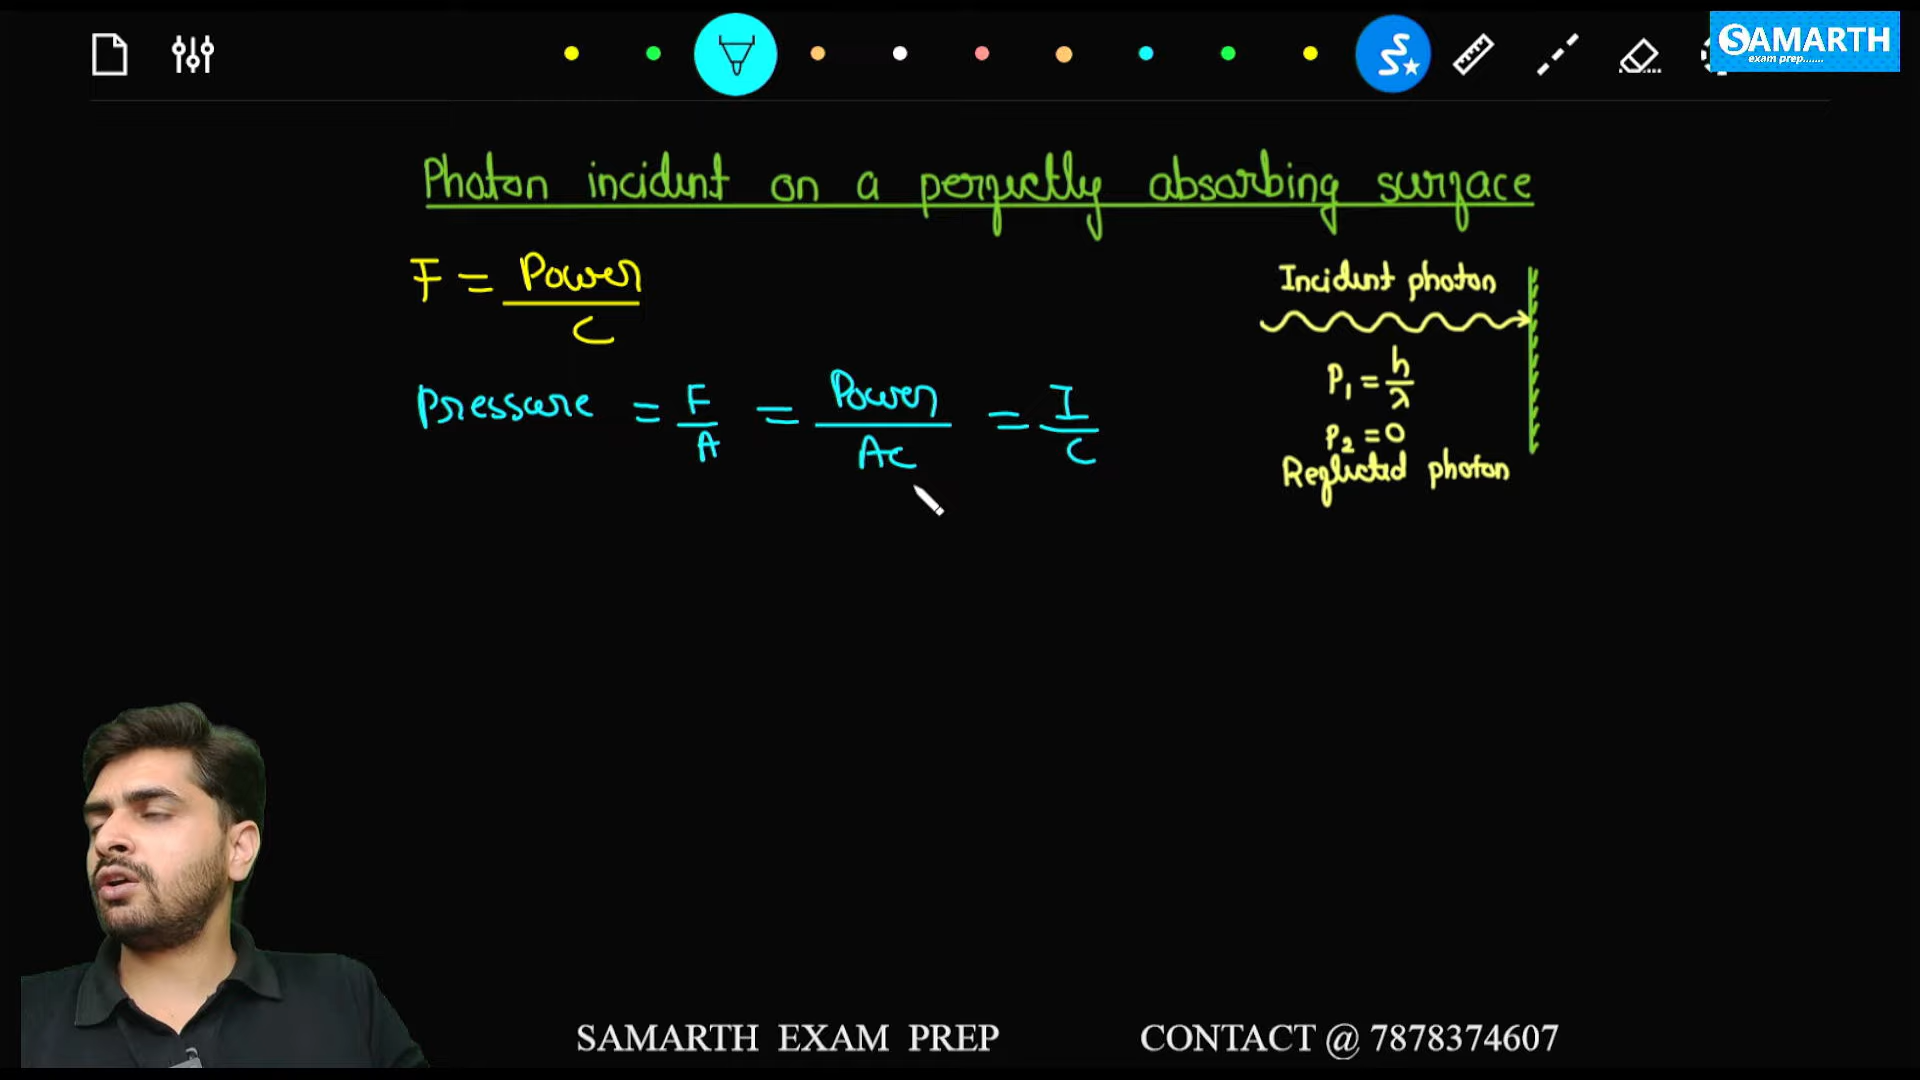 SAMARTH
exam prep.......
Photon incident on a perfectly absorbing surface
F = Power / C
Pressure = F / A = Power / AC = I / C
Incident photon
P₁ = h / λ
P₂ = 0
Reflected photon
SAMARTH EXAM PREP CONTACT @ 7878374607